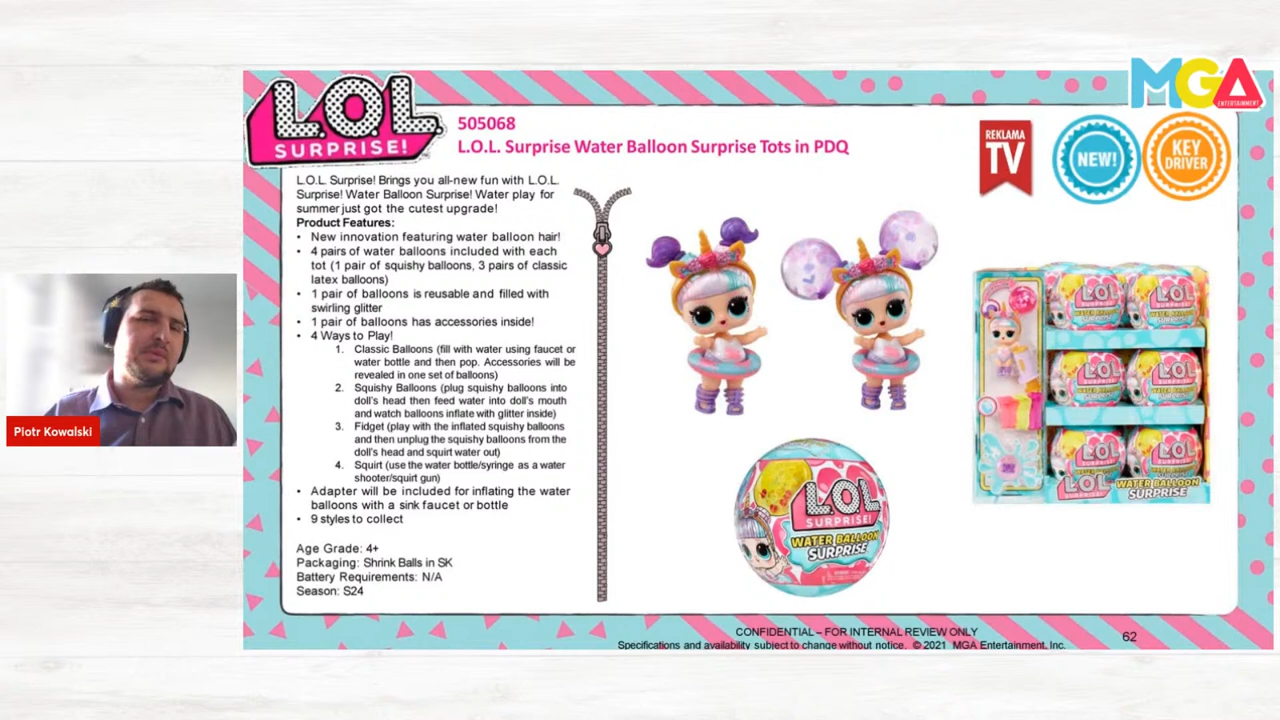 MGA
ENTERTAINMENT
L.O.L.
SURPRISE!
505068
L.O.L. Surprise Water Balloon Surprise Tots in PDQ
REKLAMA
TV
NEW!
KEY
DRIVER
L.O.L. Surprise! Brings you all-new fun with L.O.L.
Surprise! Water Balloon Surprise! Water play for
summer just got the cutest upgrade!
Product Features:
• New innovation featuring water balloon hair!
• 4 pairs of water balloons included with each
tot (1 pair of squishy balloons, 3 pairs of classic
latex balloons)
• 1 pair of balloons is reusable and filled with
swirling glitter
• 1 pair of balloons has accessories inside!
• 4 Ways to Play!
1. Classic Balloons (fill with water using faucet or
water bottle and then pop. Accessories will be
revealed in one set of balloons)
2. Squishy Balloons (plug squishy balloons into
doll's head then feed water into doll's mouth
and watch balloons inflate with glitter inside)
3. Fidget (play with the inflated squishy balloons
and then unplug the squishy balloons from the
doll's head and squirt water out)
4. Squirt (use the water bottle/syringe as a water
shooter/squirt gun)
• Adapter will be included for inflating the water
balloons with a sink faucet or bottle
• 9 styles to collect
Age Grade: 4+
Packaging: Shrink Balls in SK
Battery Requirements: N/A
Season: S24
Piotr Kowalski
L.O.L.
SURPRISE!
WATER BALLOON
SURPRISE
WATER BALLOON
SURPRISE
CONFIDENTIAL – FOR INTERNAL REVIEW ONLY
Specifications and availability subject to change without notice. © 2021 MGA Entertainment, Inc.
62